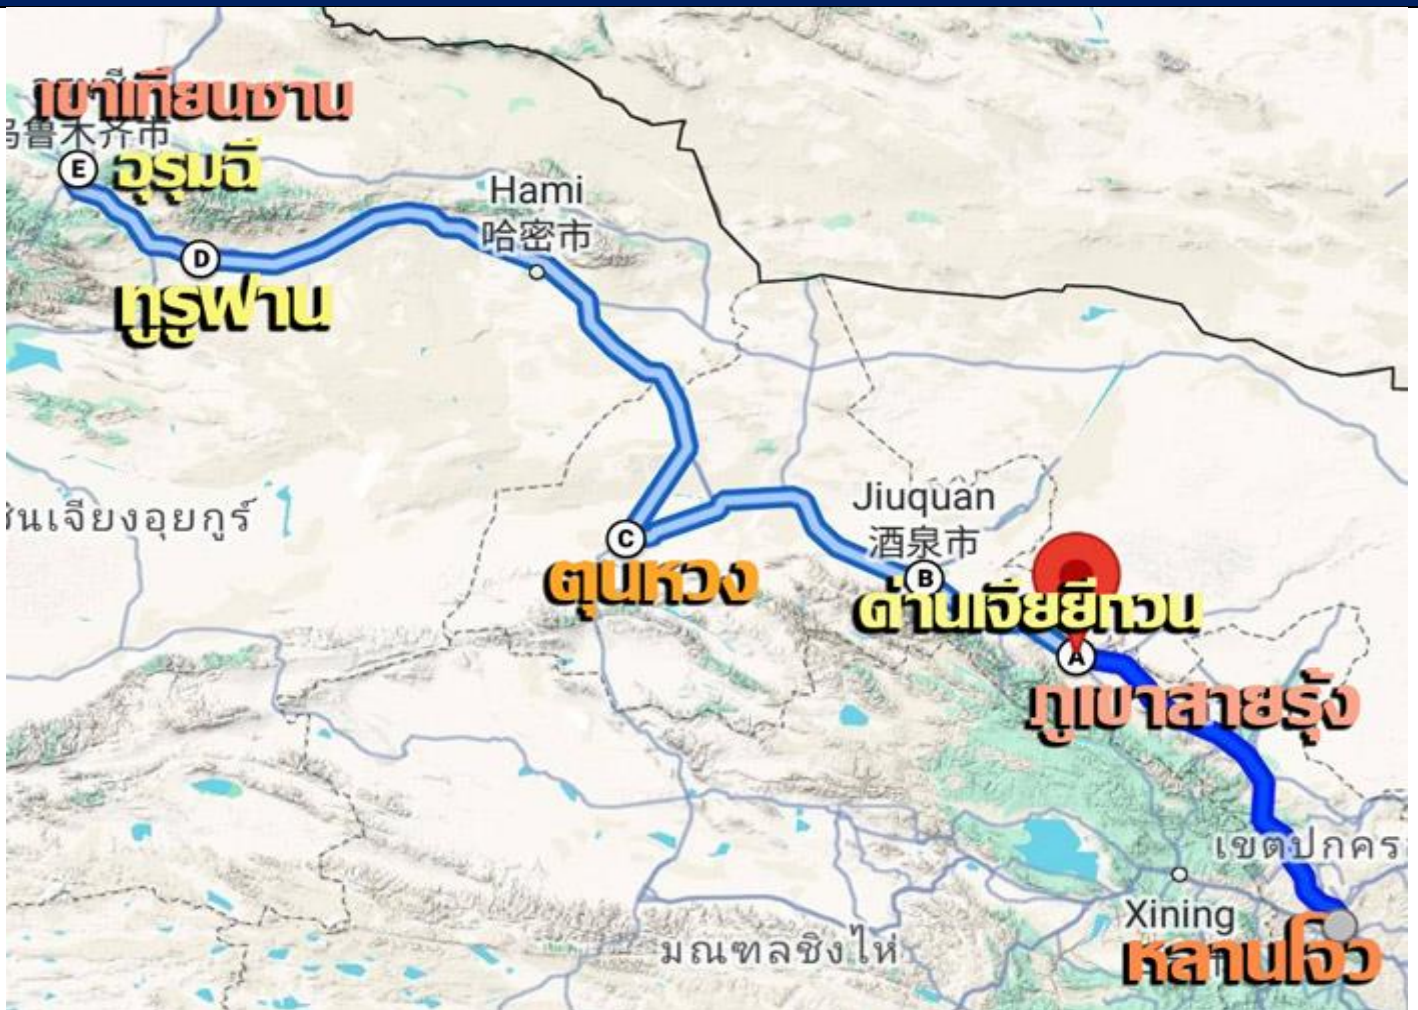 เขาเทียนซาน
鲁木齐市
E
อุรุมฉี
Hami
哈密市
D
ทูรูฟาน
Jiuquan
酒泉市
นเจียงอุยกูร์
C
ตุนหวง
B
ด่านเจียยี่กวน
A
ภูเขาสายรุ้ง
เขตปกคร
Xining
มณฑลชิงไห่
หลานโจว